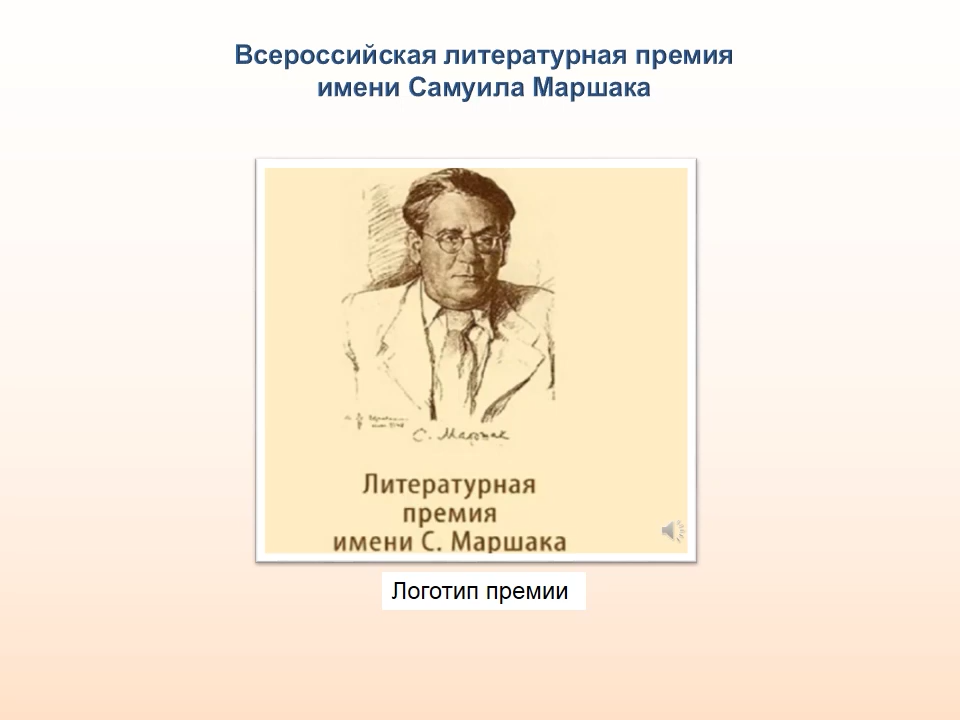 Всероссийская литературная премия
имени Самуила Маршака
С. Маршак
Литературная
премия
имени С. Маршака
Логотип премии